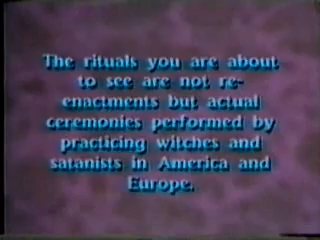 The rituals you are about
to see are not re-
enactments but actual
ceremonies performed by
practicing witches and
satanists in America and
Europe.